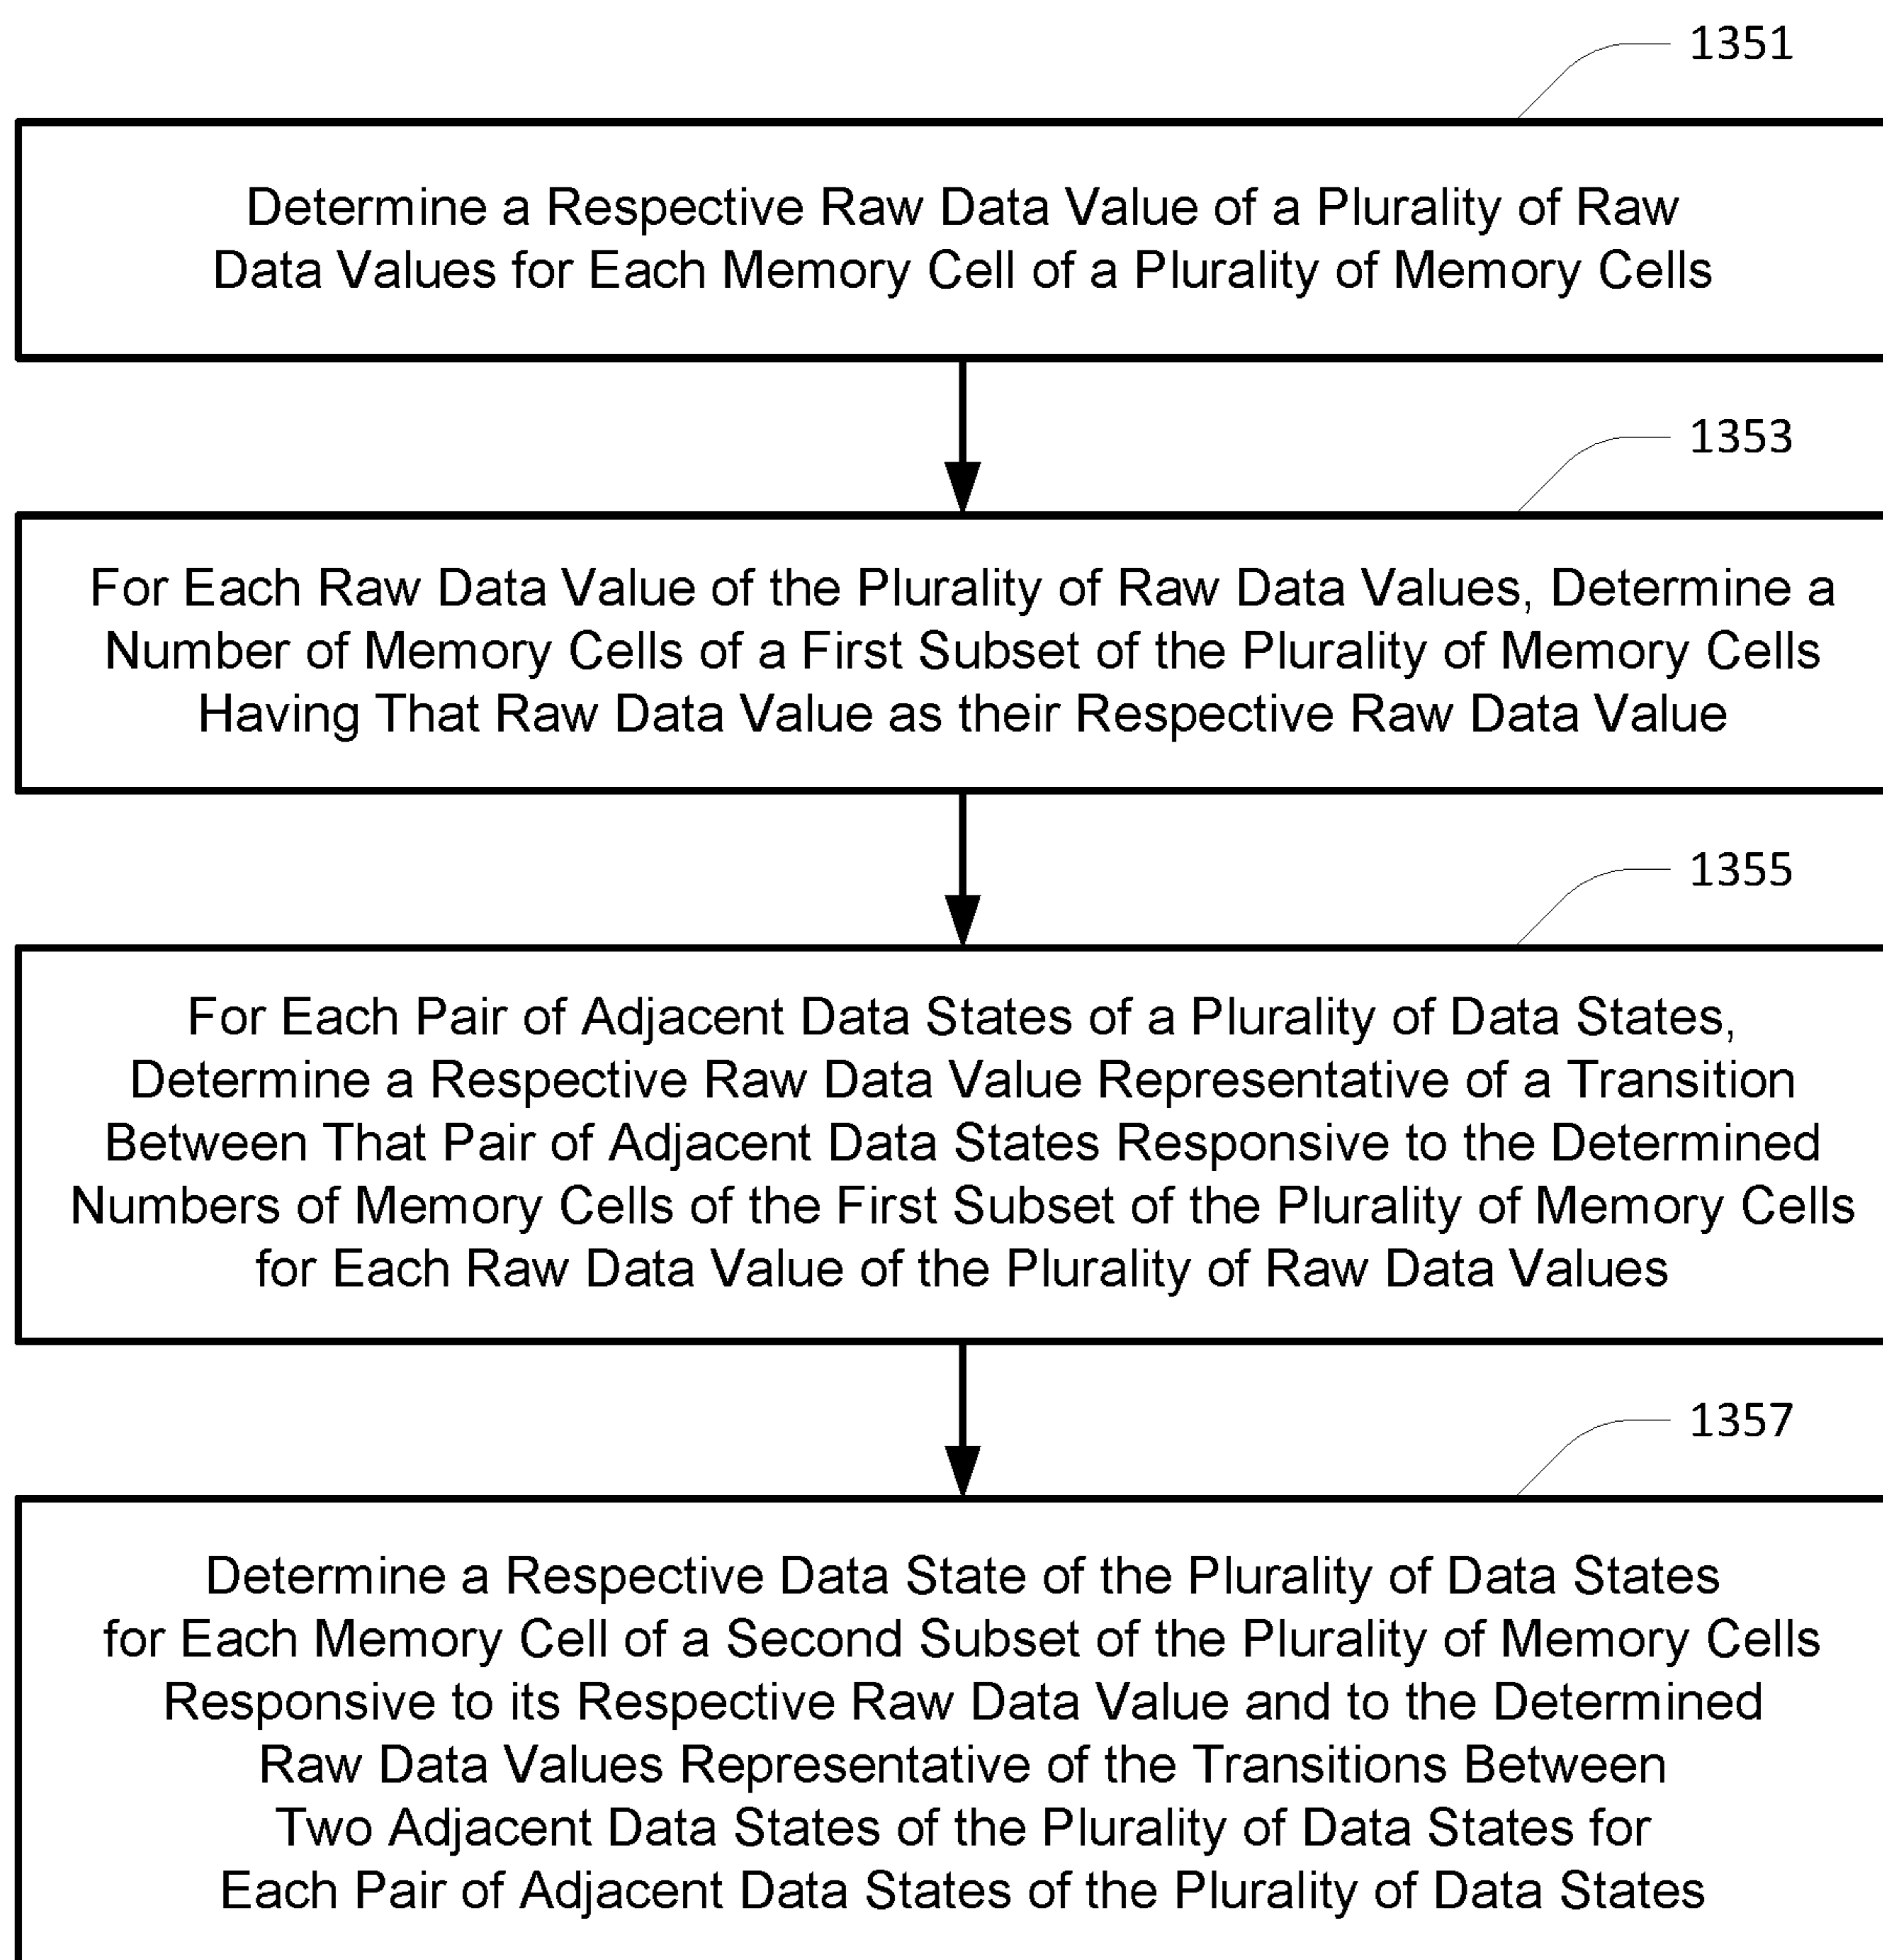 1351
Determine a Respective Raw Data Value of a Plurality of Raw
Data Values for Each Memory Cell of a Plurality of Memory Cells
1353
For Each Raw Data Value of the Plurality of Raw Data Values, Determine a
Number of Memory Cells of a First Subset of the Plurality of Memory Cells
Having That Raw Data Value as their Respective Raw Data Value
1355
For Each Pair of Adjacent Data States of a Plurality of Data States,
Determine a Respective Raw Data Value Representative of a Transition
Between That Pair of Adjacent Data States Responsive to the Determined
Numbers of Memory Cells of the First Subset of the Plurality of Memory Cells
for Each Raw Data Value of the Plurality of Raw Data Values
1357
Determine a Respective Data State of the Plurality of Data States
for Each Memory Cell of a Second Subset of the Plurality of Memory Cells
Responsive to its Respective Raw Data Value and to the Determined
Raw Data Values Representative of the Transitions Between
Two Adjacent Data States of the Plurality of Data States for
Each Pair of Adjacent Data States of the Plurality of Data States